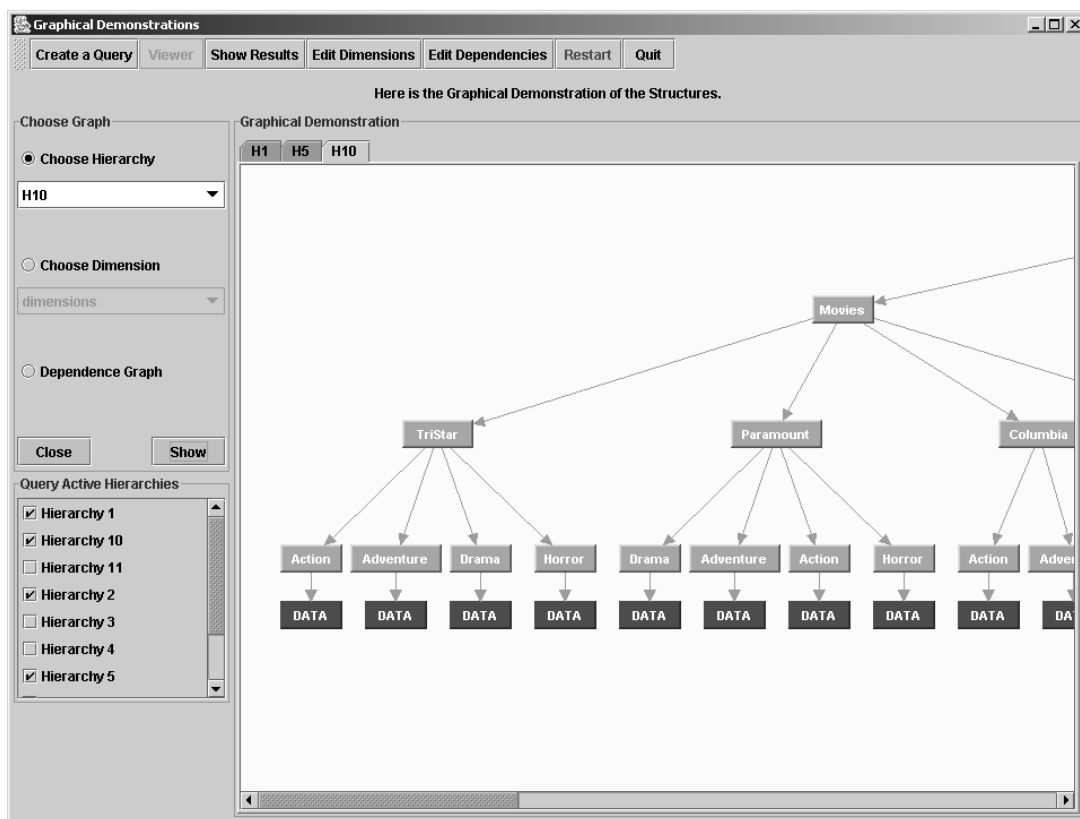 Graphical Demonstrations
Create a Query Viewer Show Results Edit Dimensions Edit Dependencies Restart Quit
Here is the Graphical Demonstration of the Structures.
Choose Graph
Choose Hierarchy
H10
Choose Dimension
dimensions
Dependence Graph
Close Show
Query Active Hierarchies
Hierarchy 1
Hierarchy 10
Hierarchy 11
Hierarchy 2
Hierarchy 3
Hierarchy 4
Hierarchy 5
Graphical Demonstration
H1 H5 H10
Movies
TriStar Paramount Columbia
Action Adventure Drama Horror Drama Adventure Action Horror Action Adven
DATA DATA DATA DATA DATA DATA DATA DATA DATA DAT